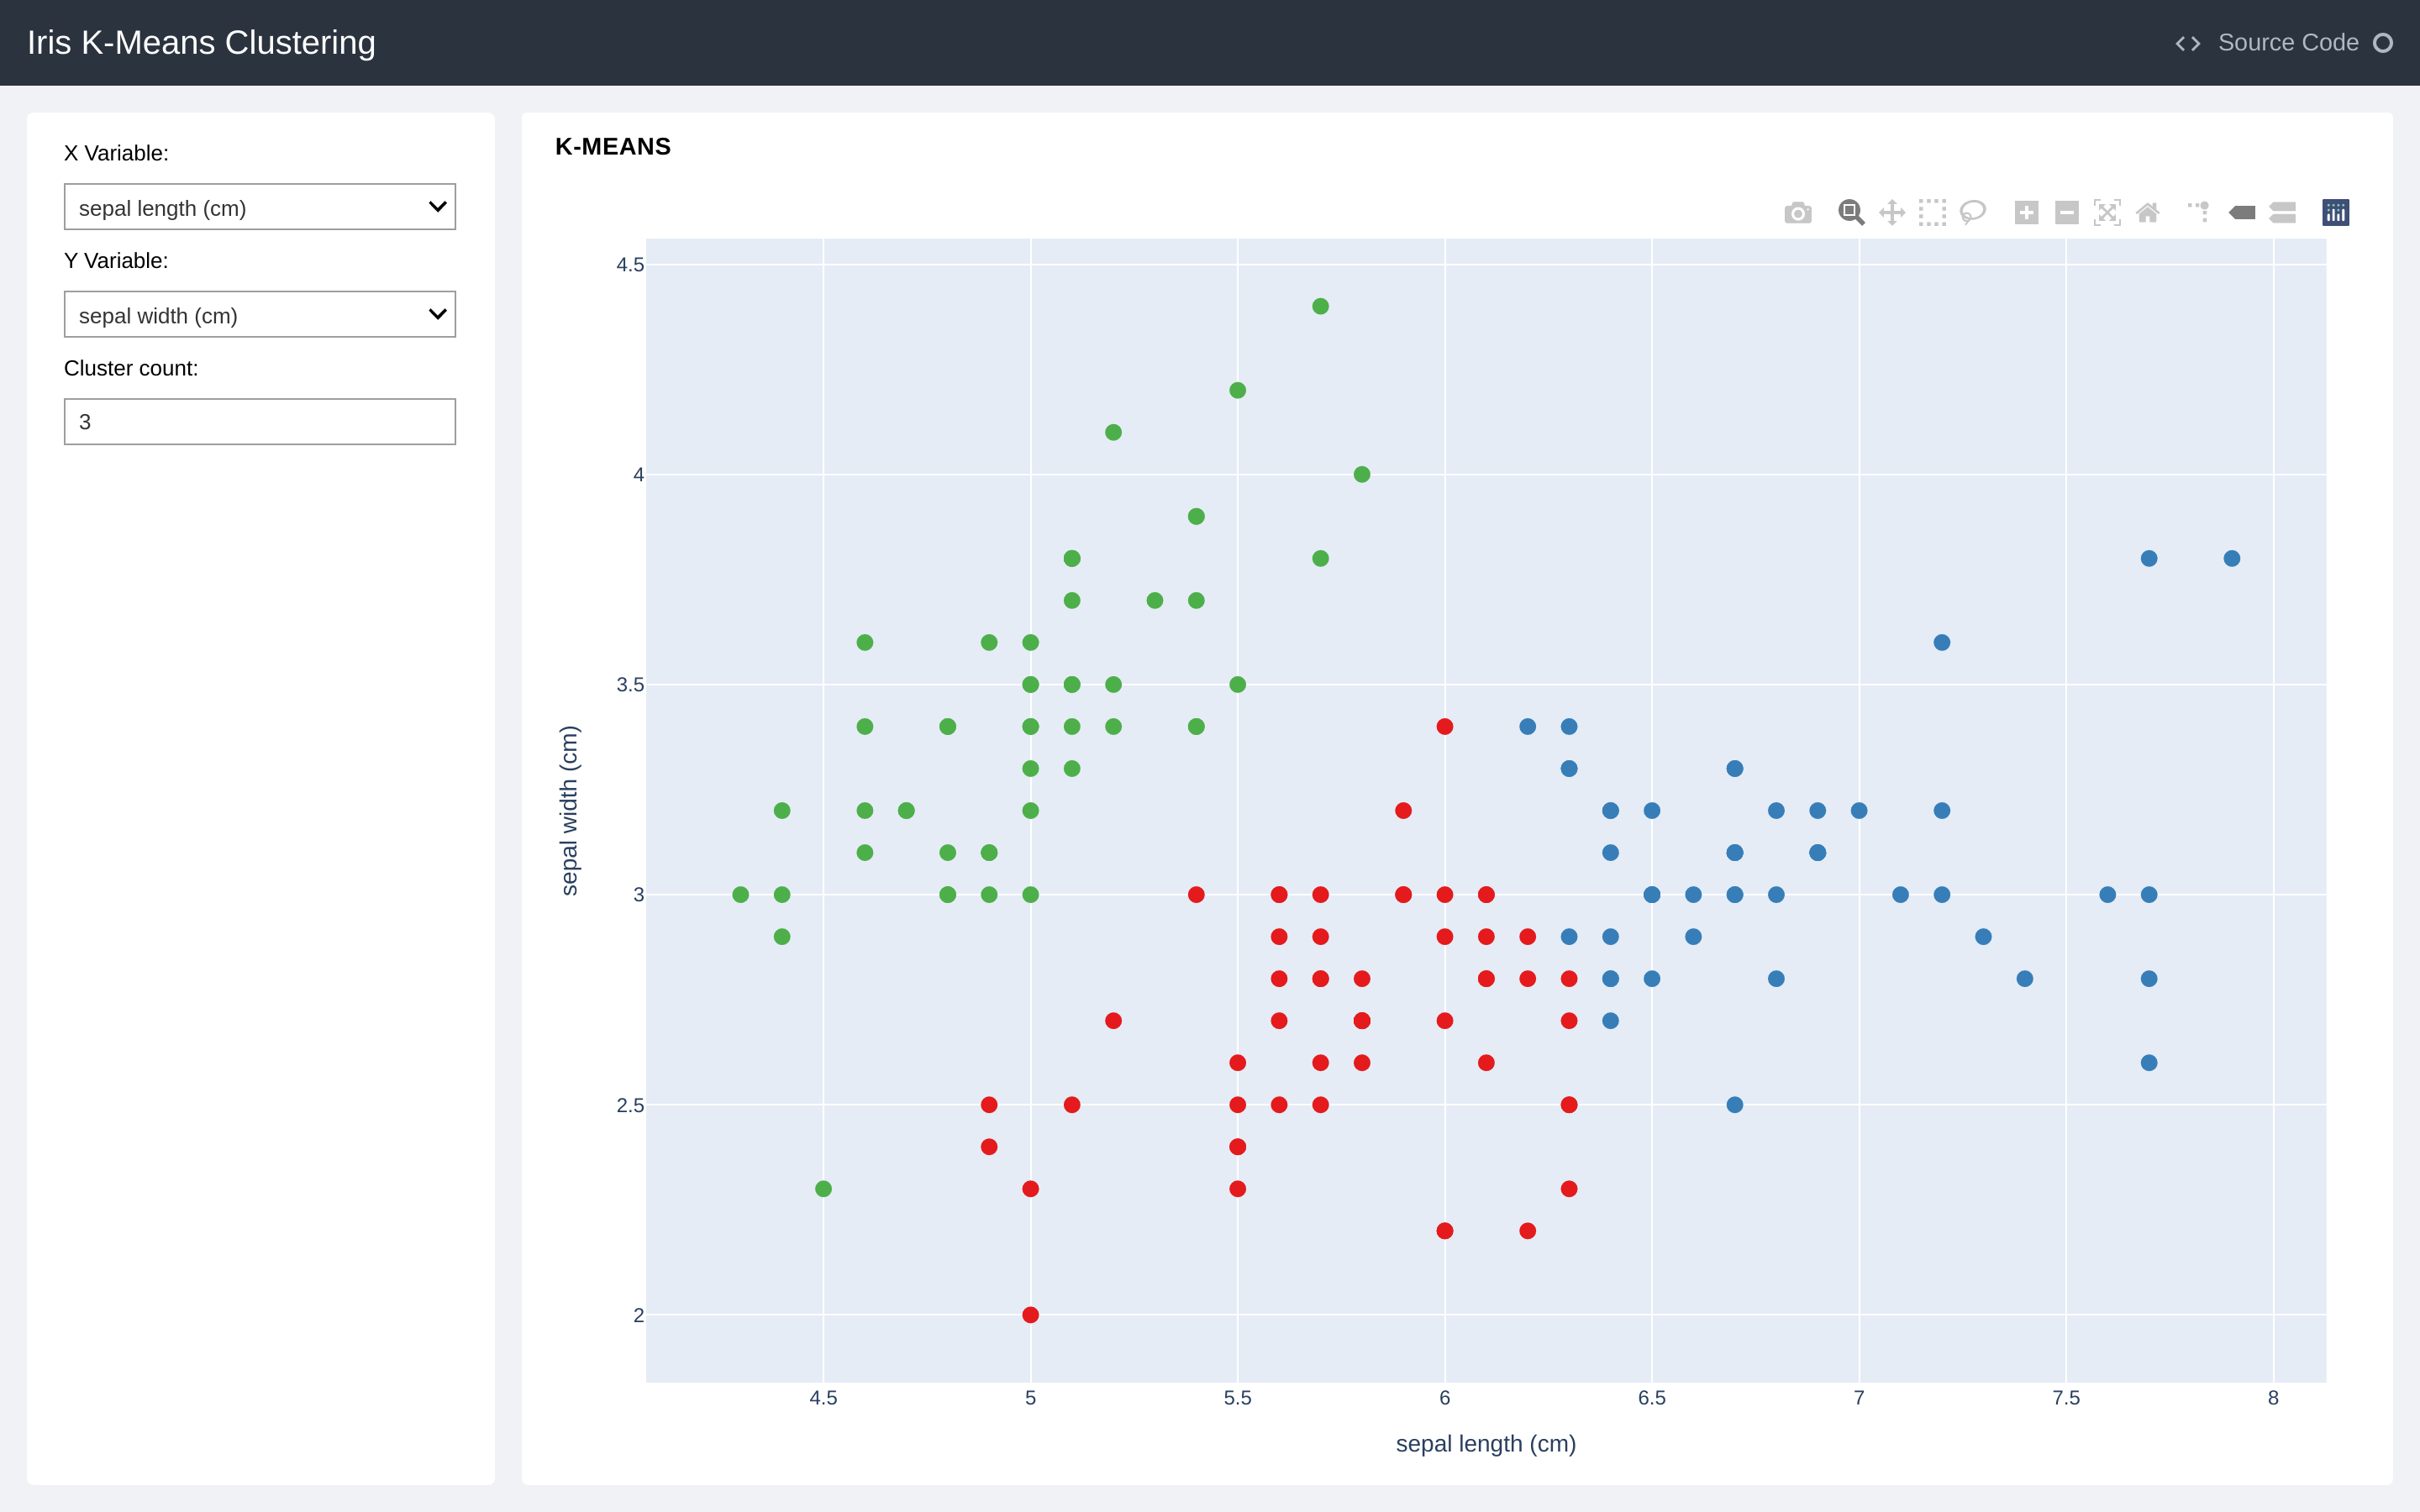 Iris K-Means Clustering
Source Code
X Variable:
sepal length (cm)
Y Variable:
sepal width (cm)
Cluster count:
3
K-MEANS
4.5
4
3.5
3
2.5
2
sepal width (cm)
4.5
5
5.5
6
6.5
7
7.5
8
sepal length (cm)